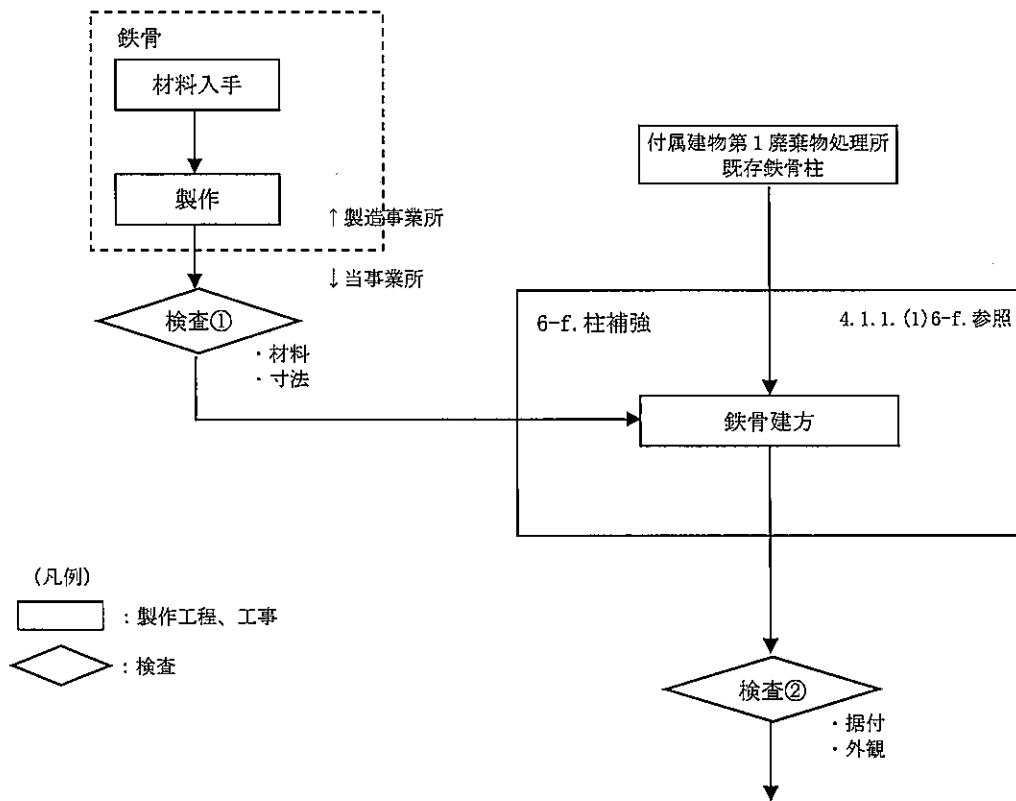 鉄骨
材料入手
製作
↑製造事業所
↓当事業所
検査①
・材料
・寸法
付属建物第1廃棄物処理所
既存鉄骨柱
6-f.柱補強
4.1.1.(1)6-f.参照
鉄骨建方
検査②
・据付
・外観
(凡例)
：製作工程、工事
：検査